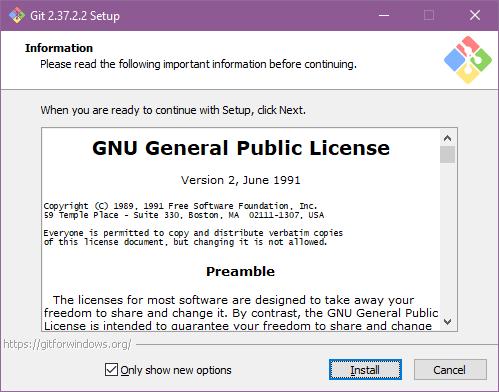 Git 2.37.2.2 Setup
Information
Please read the following important information before continuing.
When you are ready to continue with Setup, click Next.
GNU General Public License
Version 2, June 1991
Copyright (C) 1989, 1991 Free Software Foundation, Inc.
59 Temple Place - Suite 330, Boston, MA  02111-1307, USA
Everyone is permitted to copy and distribute verbatim copies
of this license document, but changing it is not allowed.
Preamble
The licenses for most software are designed to take away your
freedom to share and change it. By contrast, the GNU General Public
License is intended to guarantee your freedom to share and change
https://gitforwindows.org/
Only show new options
Install
Cancel